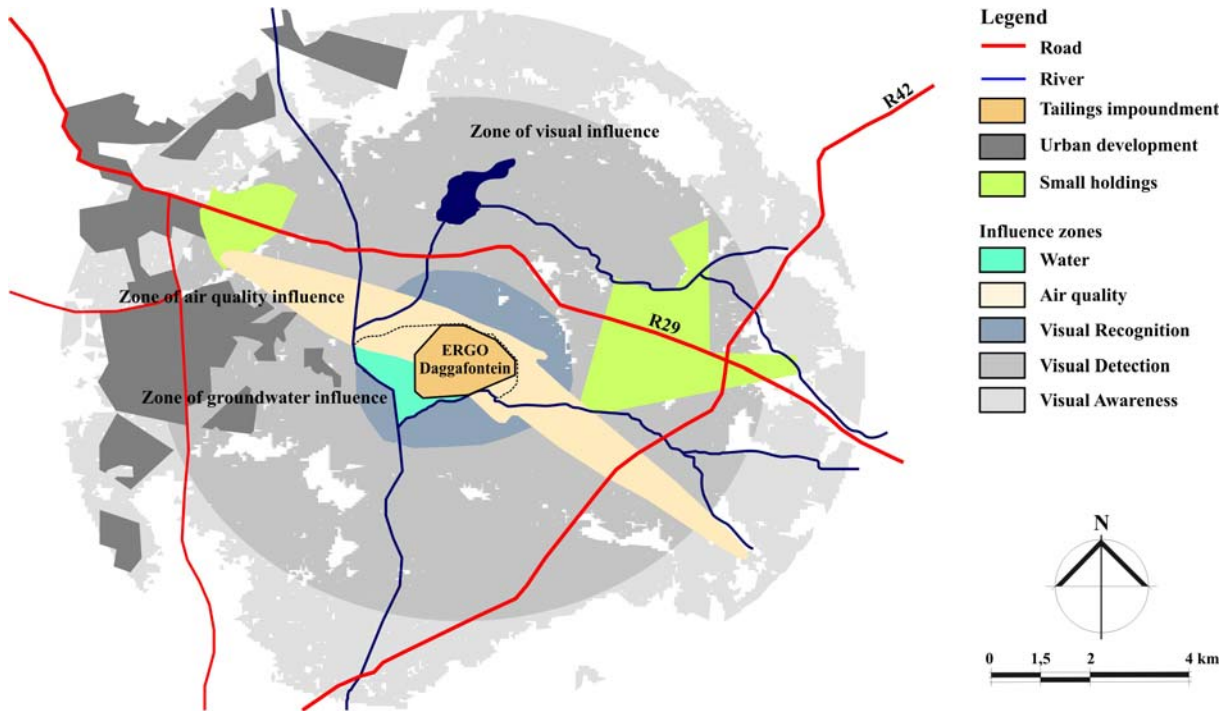 Legend
Road
River
Tailings impoundment
Urban development
Small holdings
Influence zones
Water
Air quality
Visual Recognition
Visual Detection
Visual Awareness
R42
Zone of visual influence
Zone of air quality influence
R29
ERGO
Daggafontein
Zone of groundwater influence
N
0 1,5 2 4 km